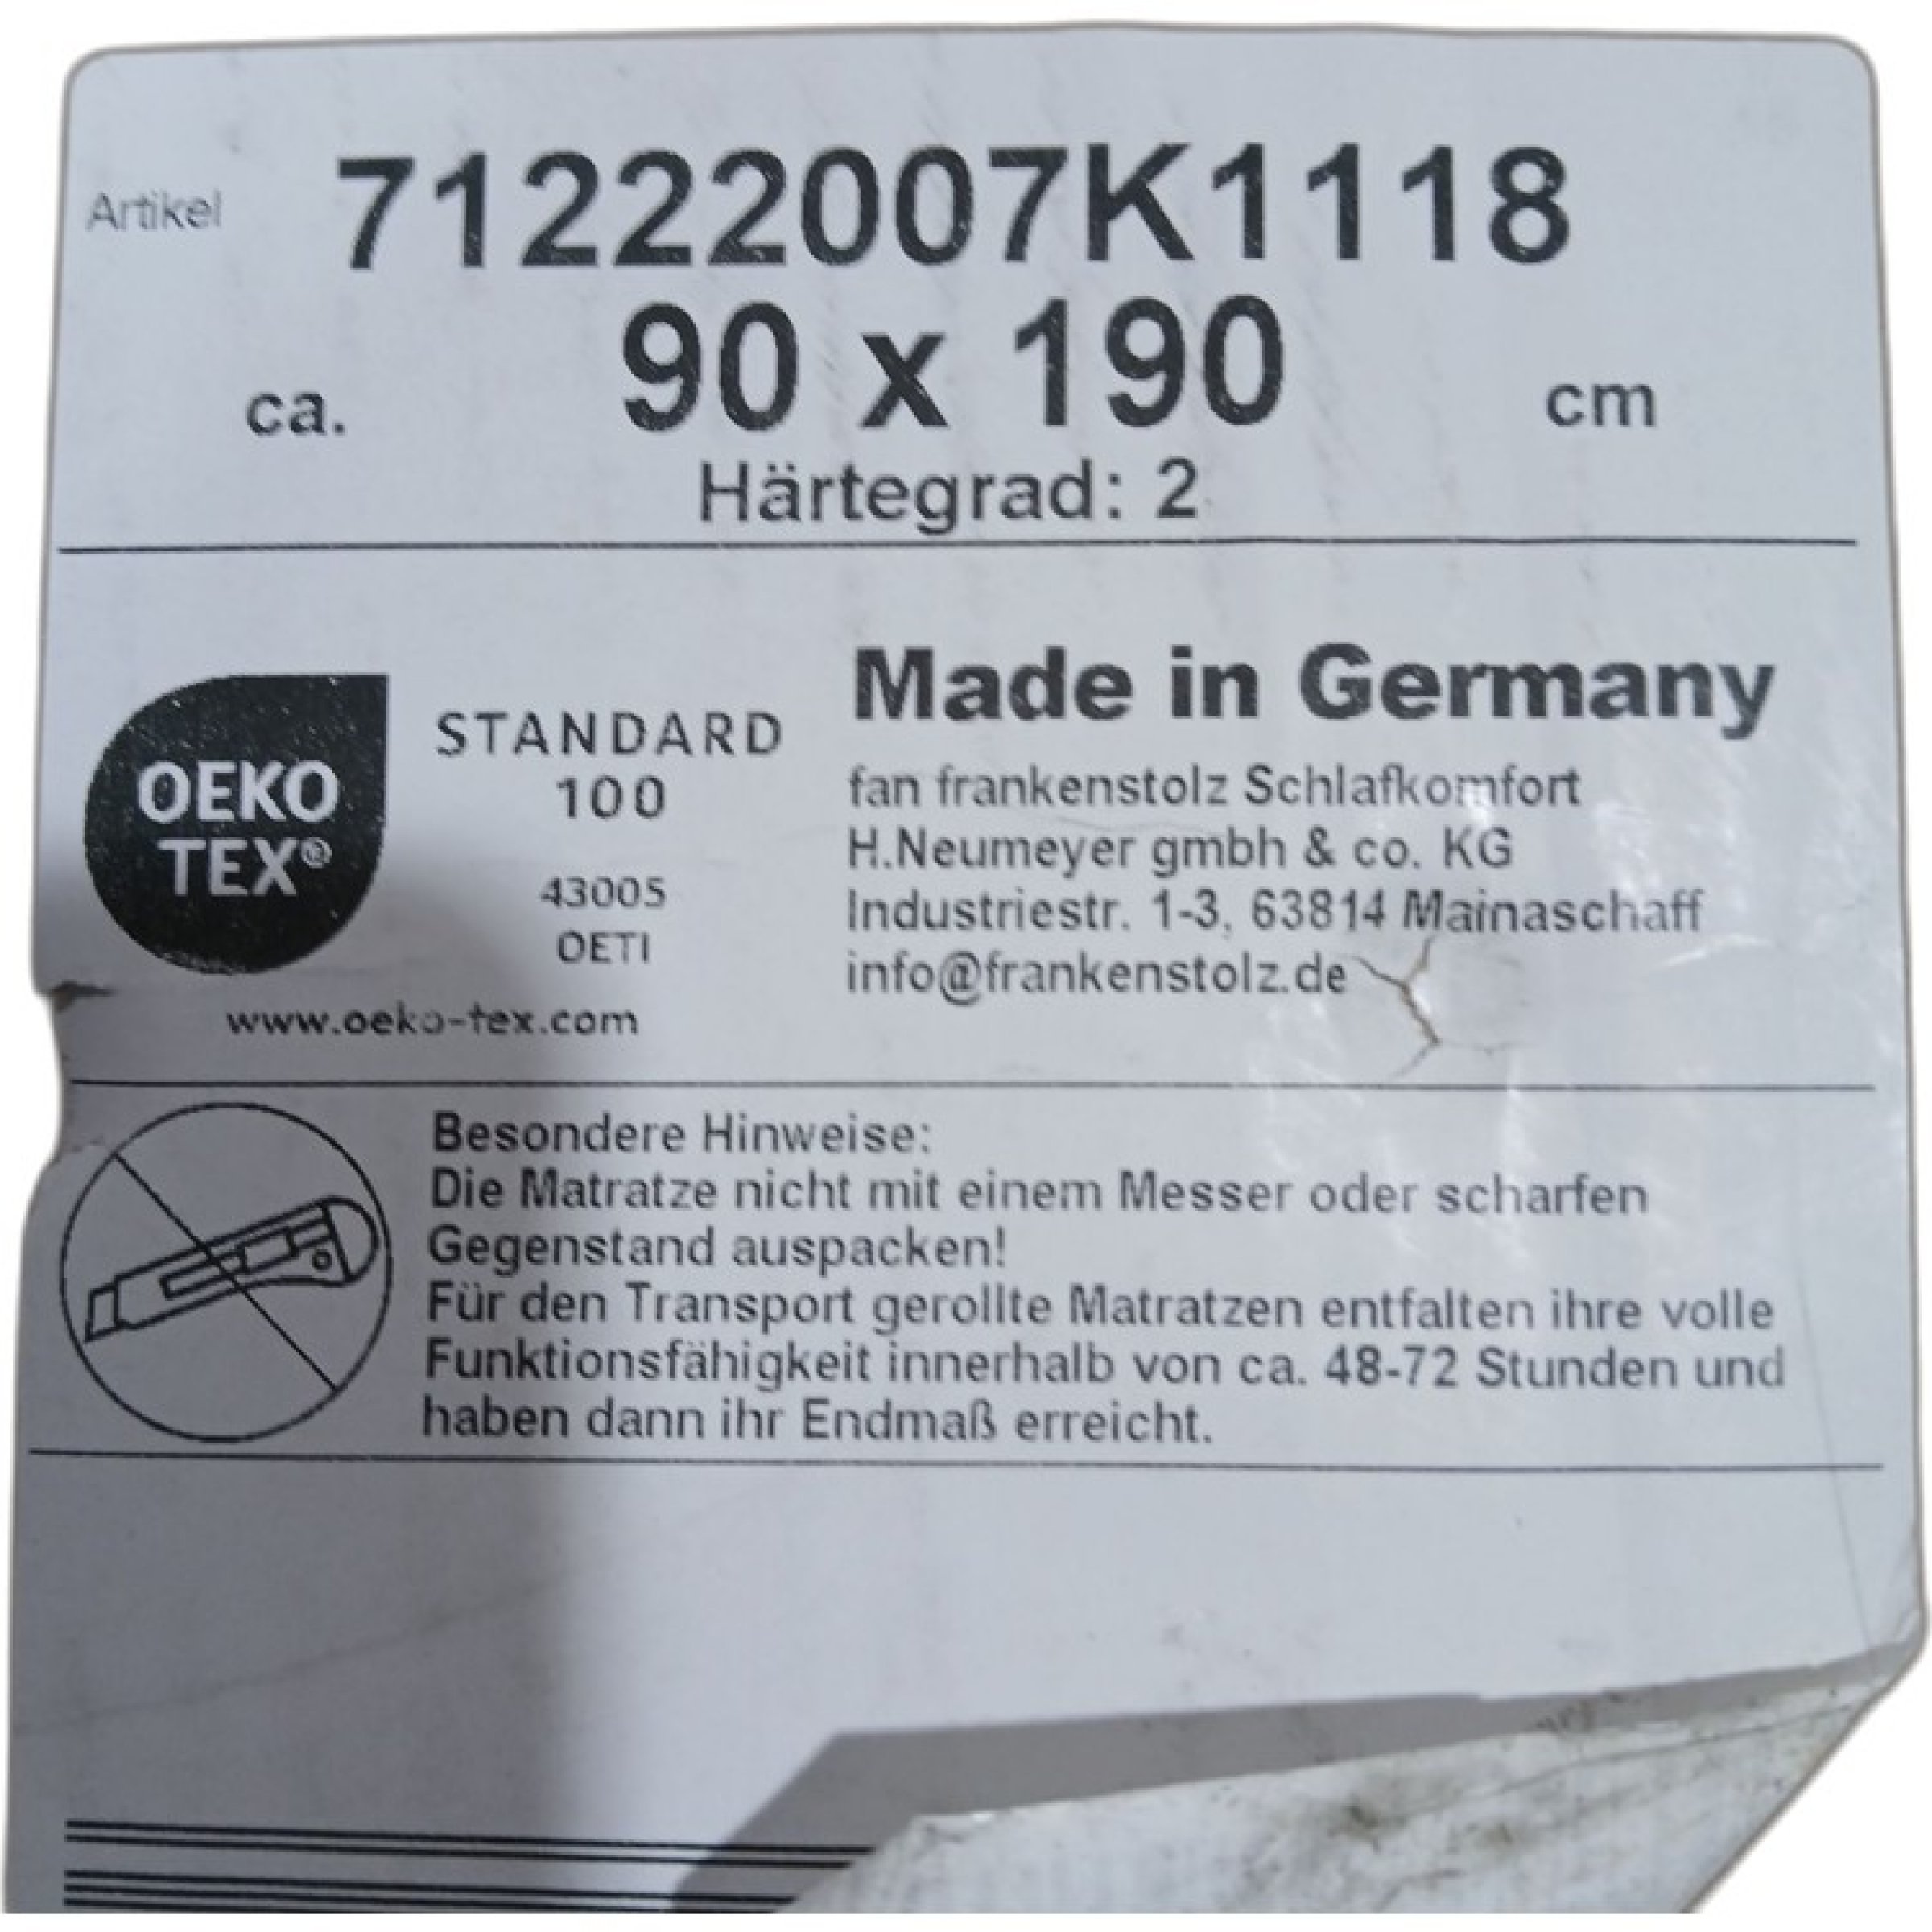 Artikel 71222007K1118
ca. 90 x 190 cm
Härtegrad: 2
OEKO
TEX®
STANDARD
100
43005
OETI
www.oeko-tex.com
Made in Germany
fan frankenstolz Schlafkomfort
H.Neumeyer gmbh & co. KG
Industriestr. 1-3, 63814 Mainaschaff
info@frankenstolz.de
Besondere Hinweise:
Die Matratze nicht mit einem Messer oder scharfen
Gegenstand auspacken!
Für den Transport gerollte Matratzen entfalten ihre volle
Funktionsfähigkeit innerhalb von ca. 48-72 Stunden und
haben dann ihr Endmaß erreicht.